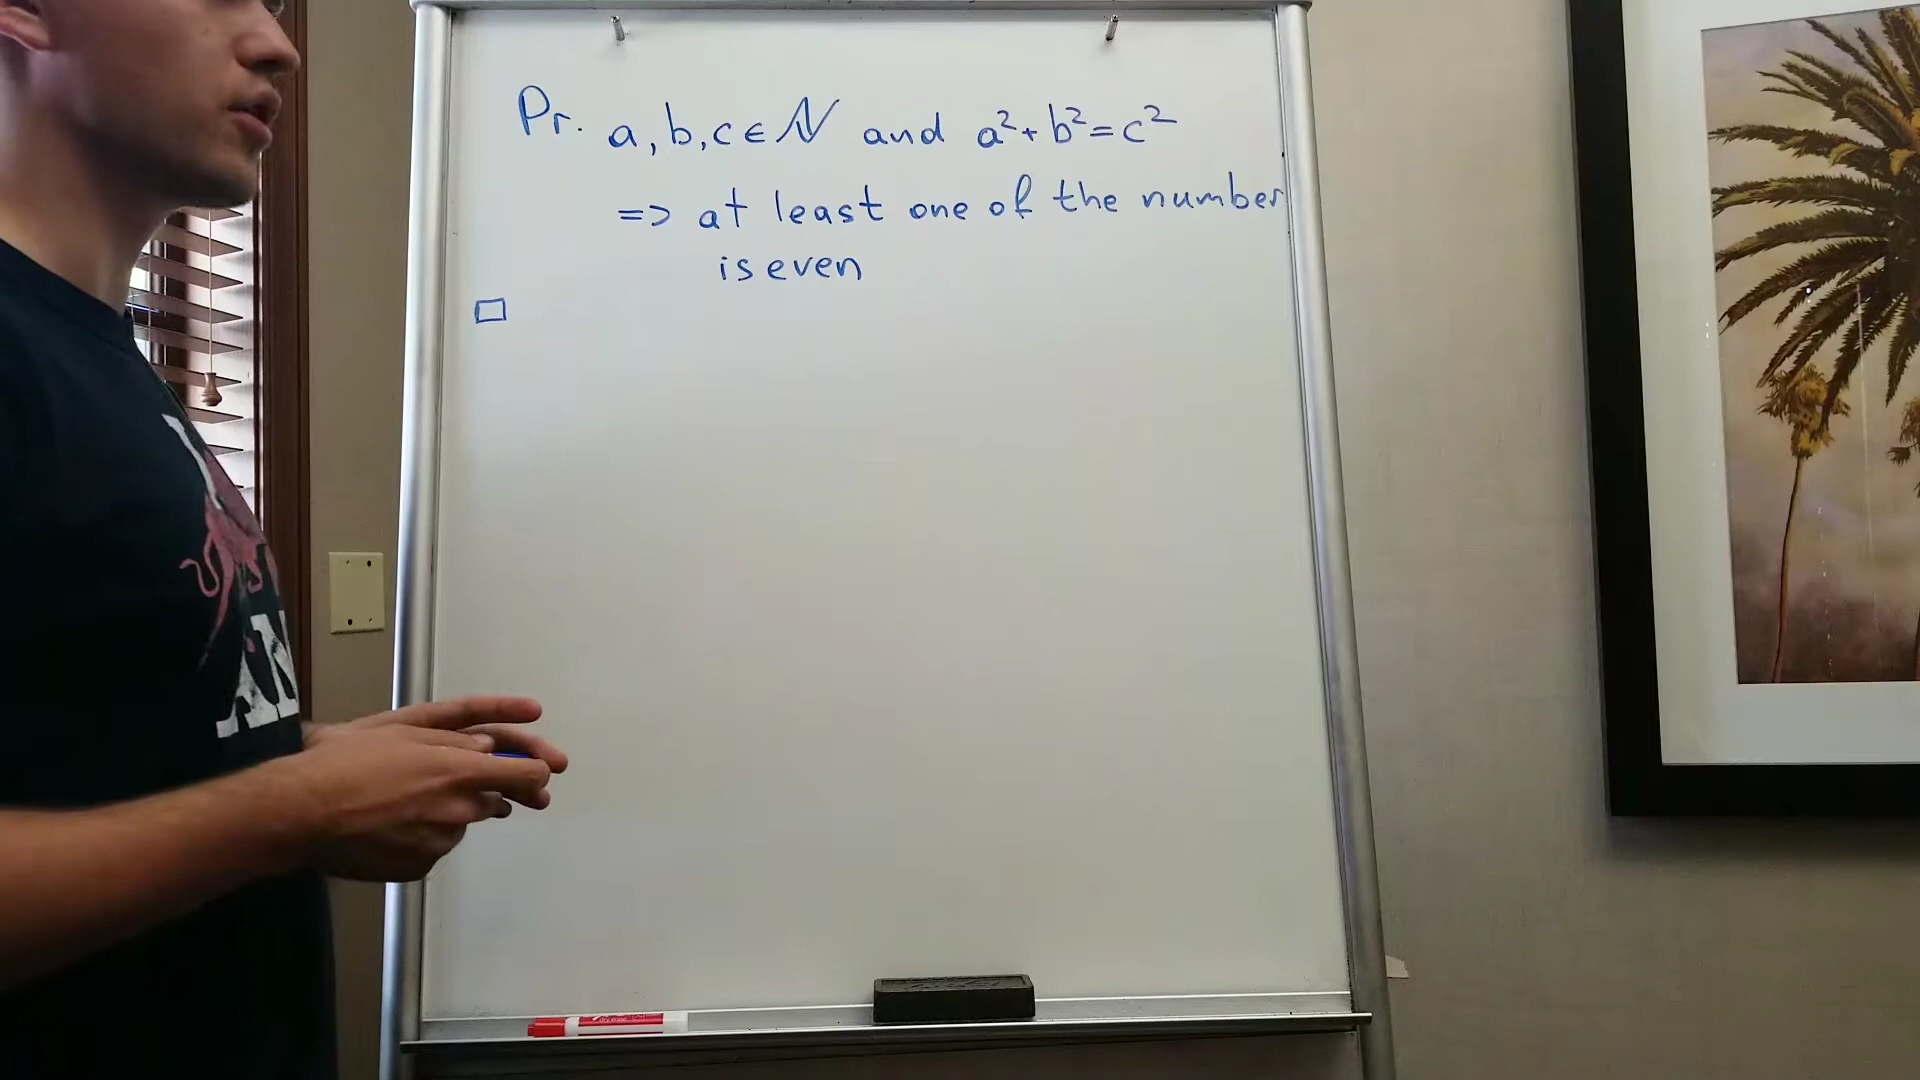 Pr. a, b, c ∈ ℕ and a² + b² = c²
=> at least one of the number
is even